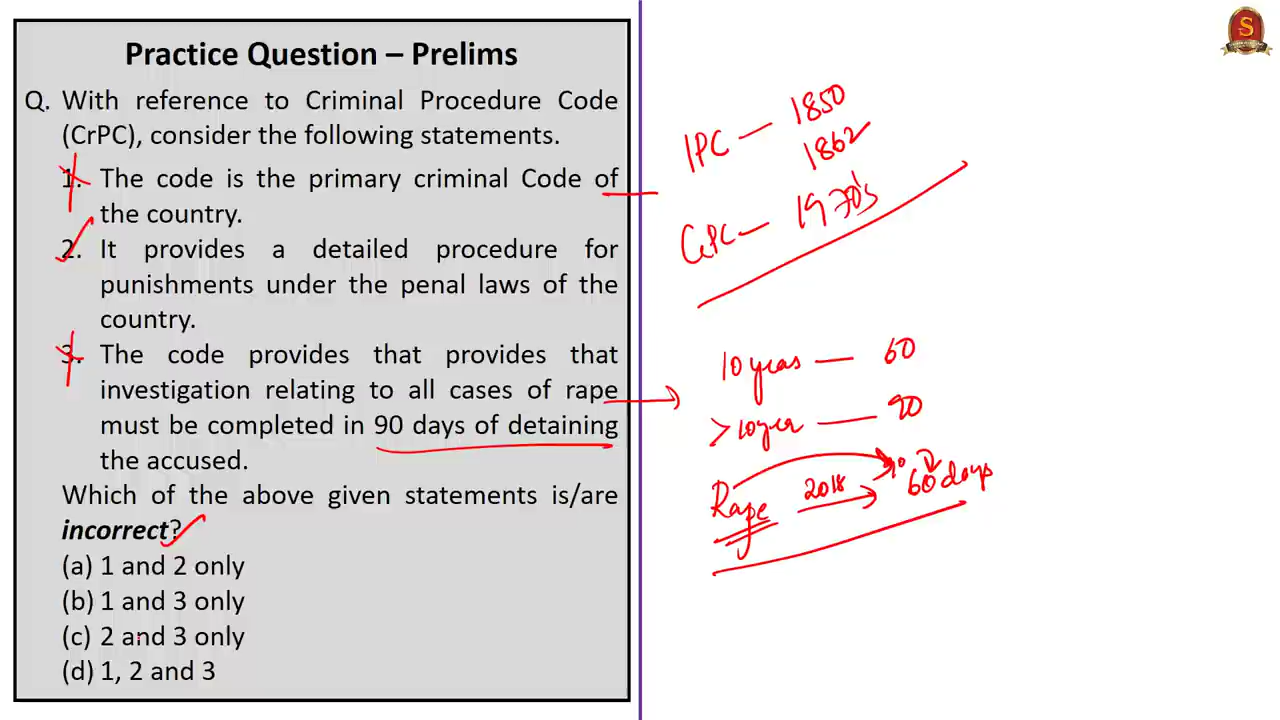 Practice Question – Prelims
Q. With reference to Criminal Procedure Code
(CrPC), consider the following statements.
1. The code is the primary criminal Code of
the country.
2. It provides a detailed procedure for
punishments under the penal laws of the
country.
3. The code provides that provides that
investigation relating to all cases of rape
must be completed in 90 days of detaining
the accused.
Which of the above given statements is/are
incorrect?
(a) 1 and 2 only
(b) 1 and 3 only
(c) 2 and 3 only
(d) 1, 2 and 3
S
IPC — 1850
1862
CrPC — 1970's
10 years — 60
>10year — 90
Rape 2018 90 60 days